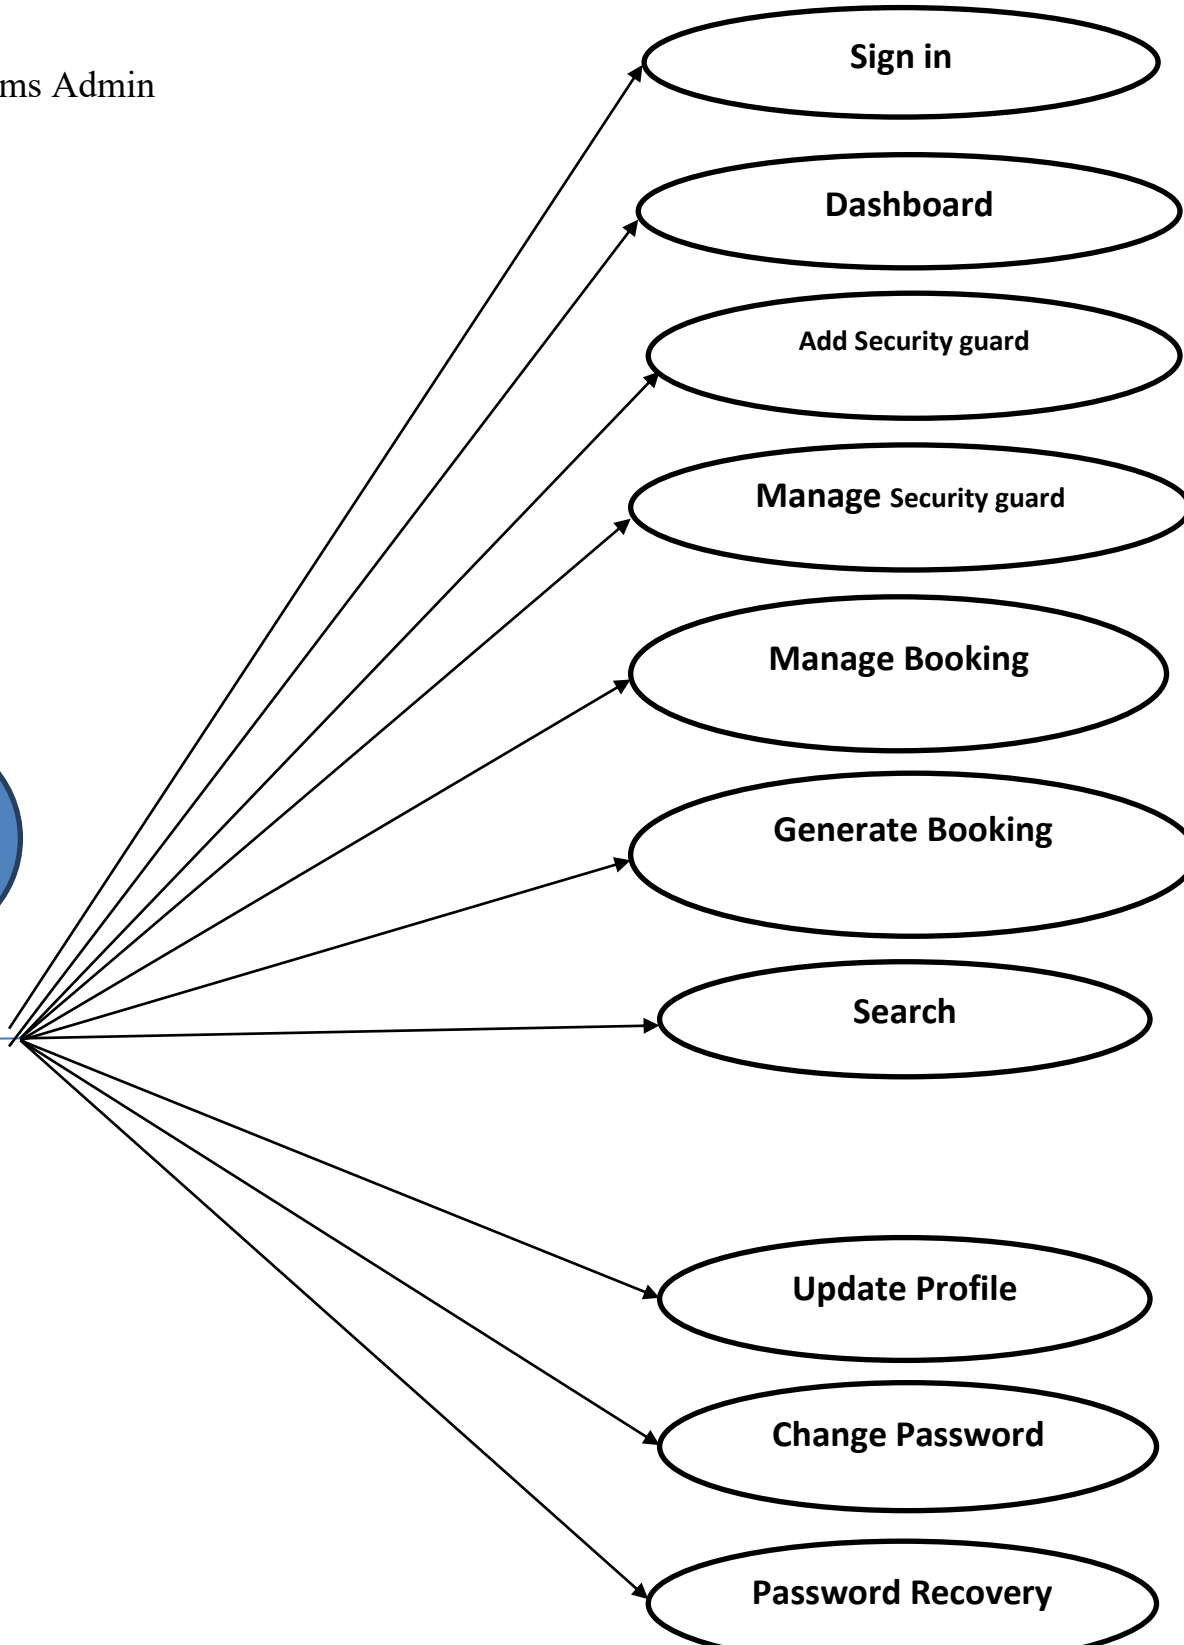 Sign in
ms Admin
Dashboard
Add Security guard
Manage Security guard
Manage Booking
Generate Booking
Search
Update Profile
Change Password
Password Recovery